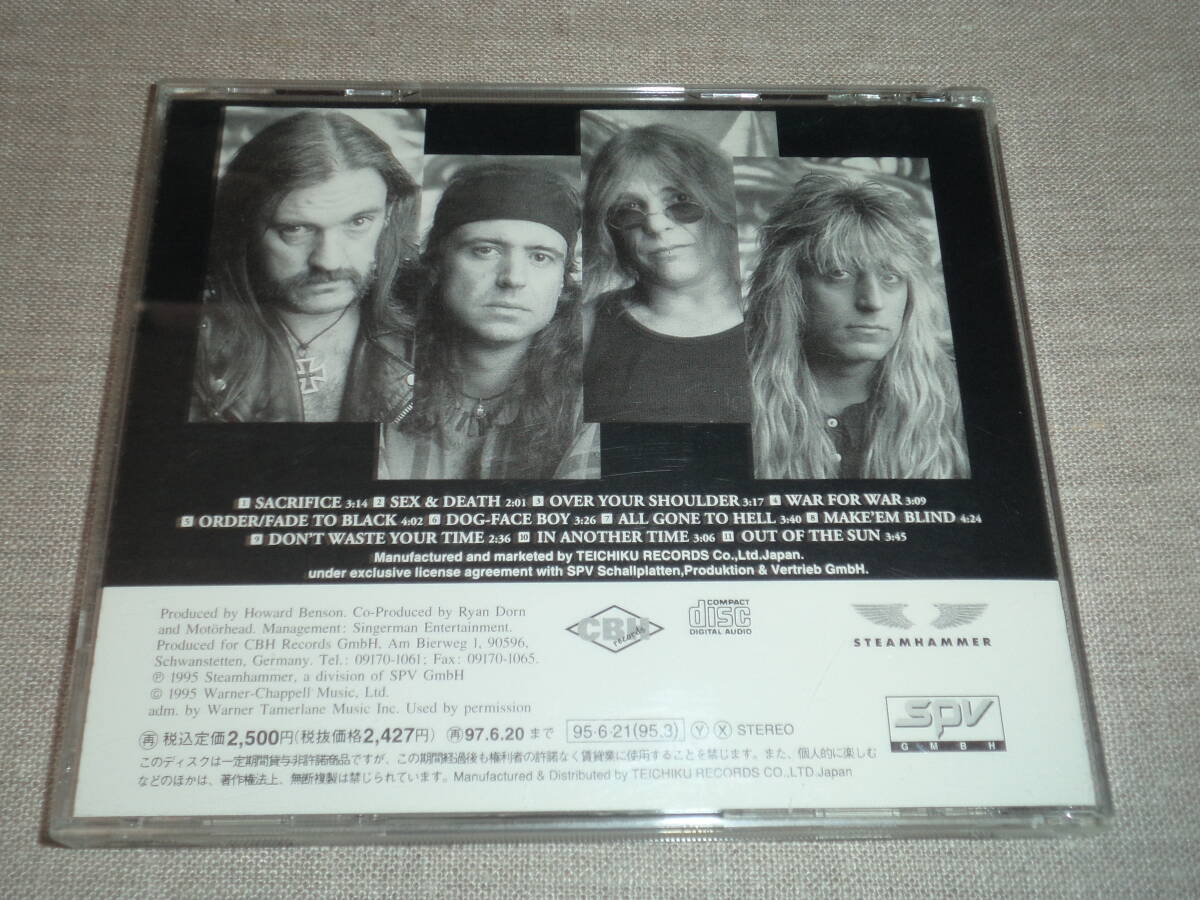 1 SACRIFICE 3:14 2 SEX & DEATH 2:01 3 OVER YOUR SHOULDER 3:17 4 WAR FOR WAR 3:09
5 ORDER/FADE TO BLACK 4:02 6 DOG-FACE BOY 3:26 7 ALL GONE TO HELL 3:40 8 MAKE'EM BLIND 4:24
9 DON'T WASTE YOUR TIME 2:36 10 IN ANOTHER TIME 3:06 11 OUT OF THE SUN 3:45
Manufactured and marketed by TEICHIKU RECORDS Co.,Ltd.Japan.
under exclusive license agreement with SPV Schallplatten,Produktion & Vertrieb GmbH.
Produced by Howard Benson. Co-Produced by Ryan Dorn
and Motörhead. Management: Singerman Entertainment.
Produced for CBH Records GmbH, Am Bierweg 1, 90596,
Schwanstetten, Germany. Tel.: 09170-1061; Fax: 09170-1065.
Ⓟ 1995 Steamhammer, a division of SPV GmbH
© 1995 Warner-Chappell Music, Ltd.
adm. by Warner Tamerlane Music Inc. Used by permission
CBH
records
COMPACT
disc
DIGITAL AUDIO
STEAMHAMMER
SPV
GMBH
㊢税込定価2,500円(税抜価格2,427円) 再97.6.20まで 95·6·21(95.3) Ⓨ Ⓧ STEREO
このディスクは一定期間貸与非許諾商品ですが、この期間経過後も権利者の許諾なく賃貸業に使用することを禁じます。また、個人的に楽しむ
などのほかは、著作権法上、無断複製は禁じられています。Manufactured & Distributed by TEICHIKU RECORDS CO.,LTD.Japan